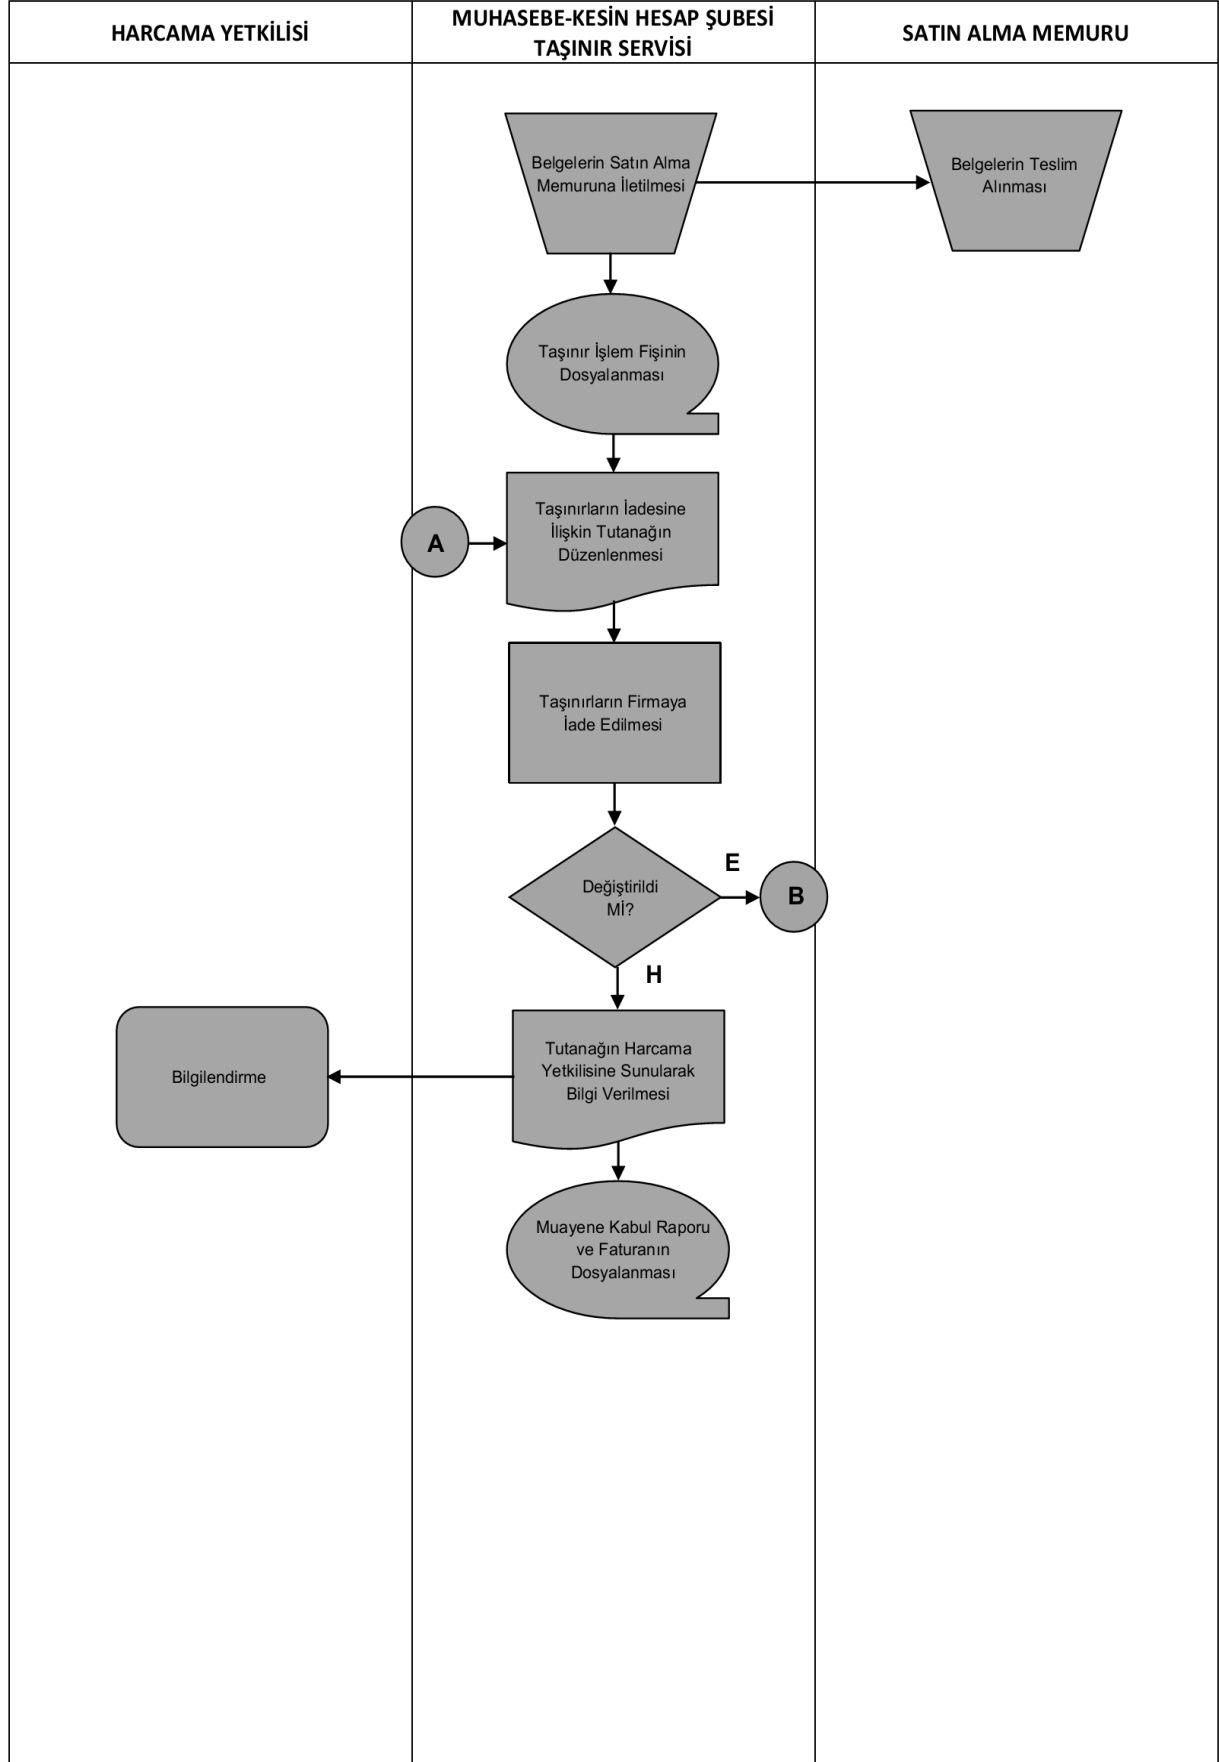 HARCAMA YETKİLİSİ
MUHASEBE-KESİN HESAP ŞUBESİ
TAŞINIR SERVİSİ
SATIN ALMA MEMURU
Belgelerin Satın Alma
Memuruna İletilmesi
Belgelerin Teslim
Alınması
Taşınır İşlem Fişinin
Dosyalanması
A
Taşınırların İadesine
İlişkin Tutanağın
Düzenlenmesi
Taşınırların Firmaya
İade Edilmesi
Değiştirildi
Mİ?
E
B
H
Tutanağın Harcama
Yetkilisine Sunularak
Bilgi Verilmesi
Bilgilendirme
Muayene Kabul Raporu
ve Faturanın
Dosyalanması